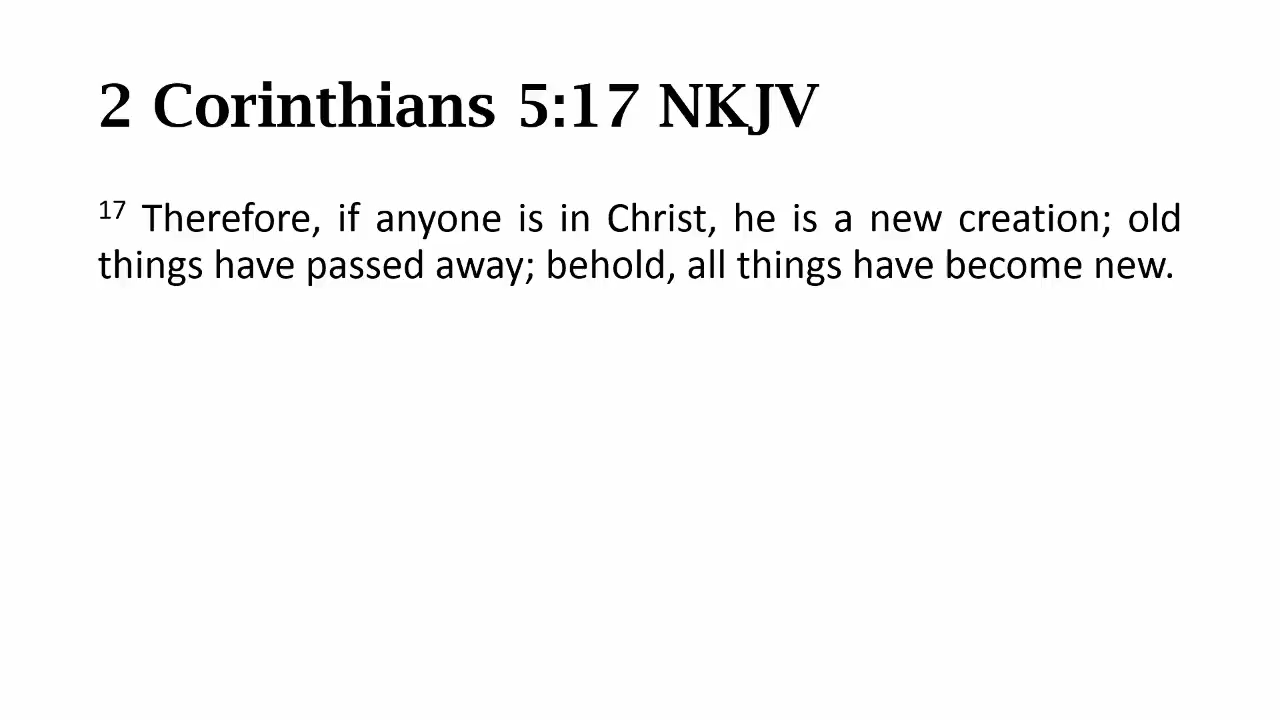 2 Corinthians 5:17 NKJV
17 Therefore, if anyone is in Christ, he is a new creation; old
things have passed away; behold, all things have become new.